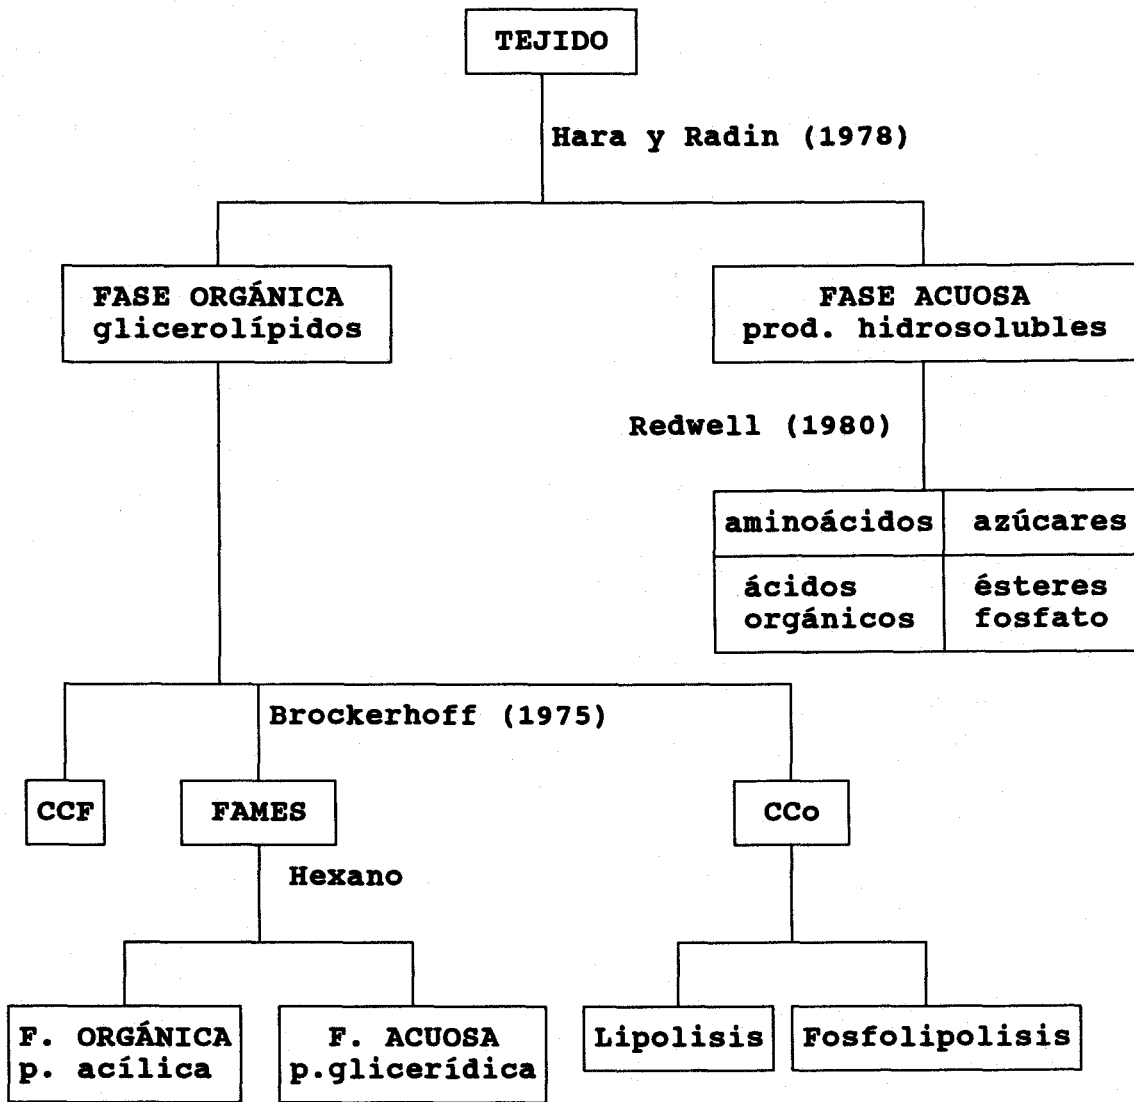 TEJIDO
Hara y Radin (1978)
FASE ORGÁNICA
glicerolípidos
FASE ACUOSA
prod. hidrosolubles
Redwell (1980)
aminoácidos
azúcares
ácidos
orgánicos
ésteres
fosfato
Brockerhoff (1975)
CCF
FAMES
CCo
Hexano
F. ORGÁNICA
p. acílica
F. ACUOSA
p.glicerídica
Lipolisis
Fosfolipolisis